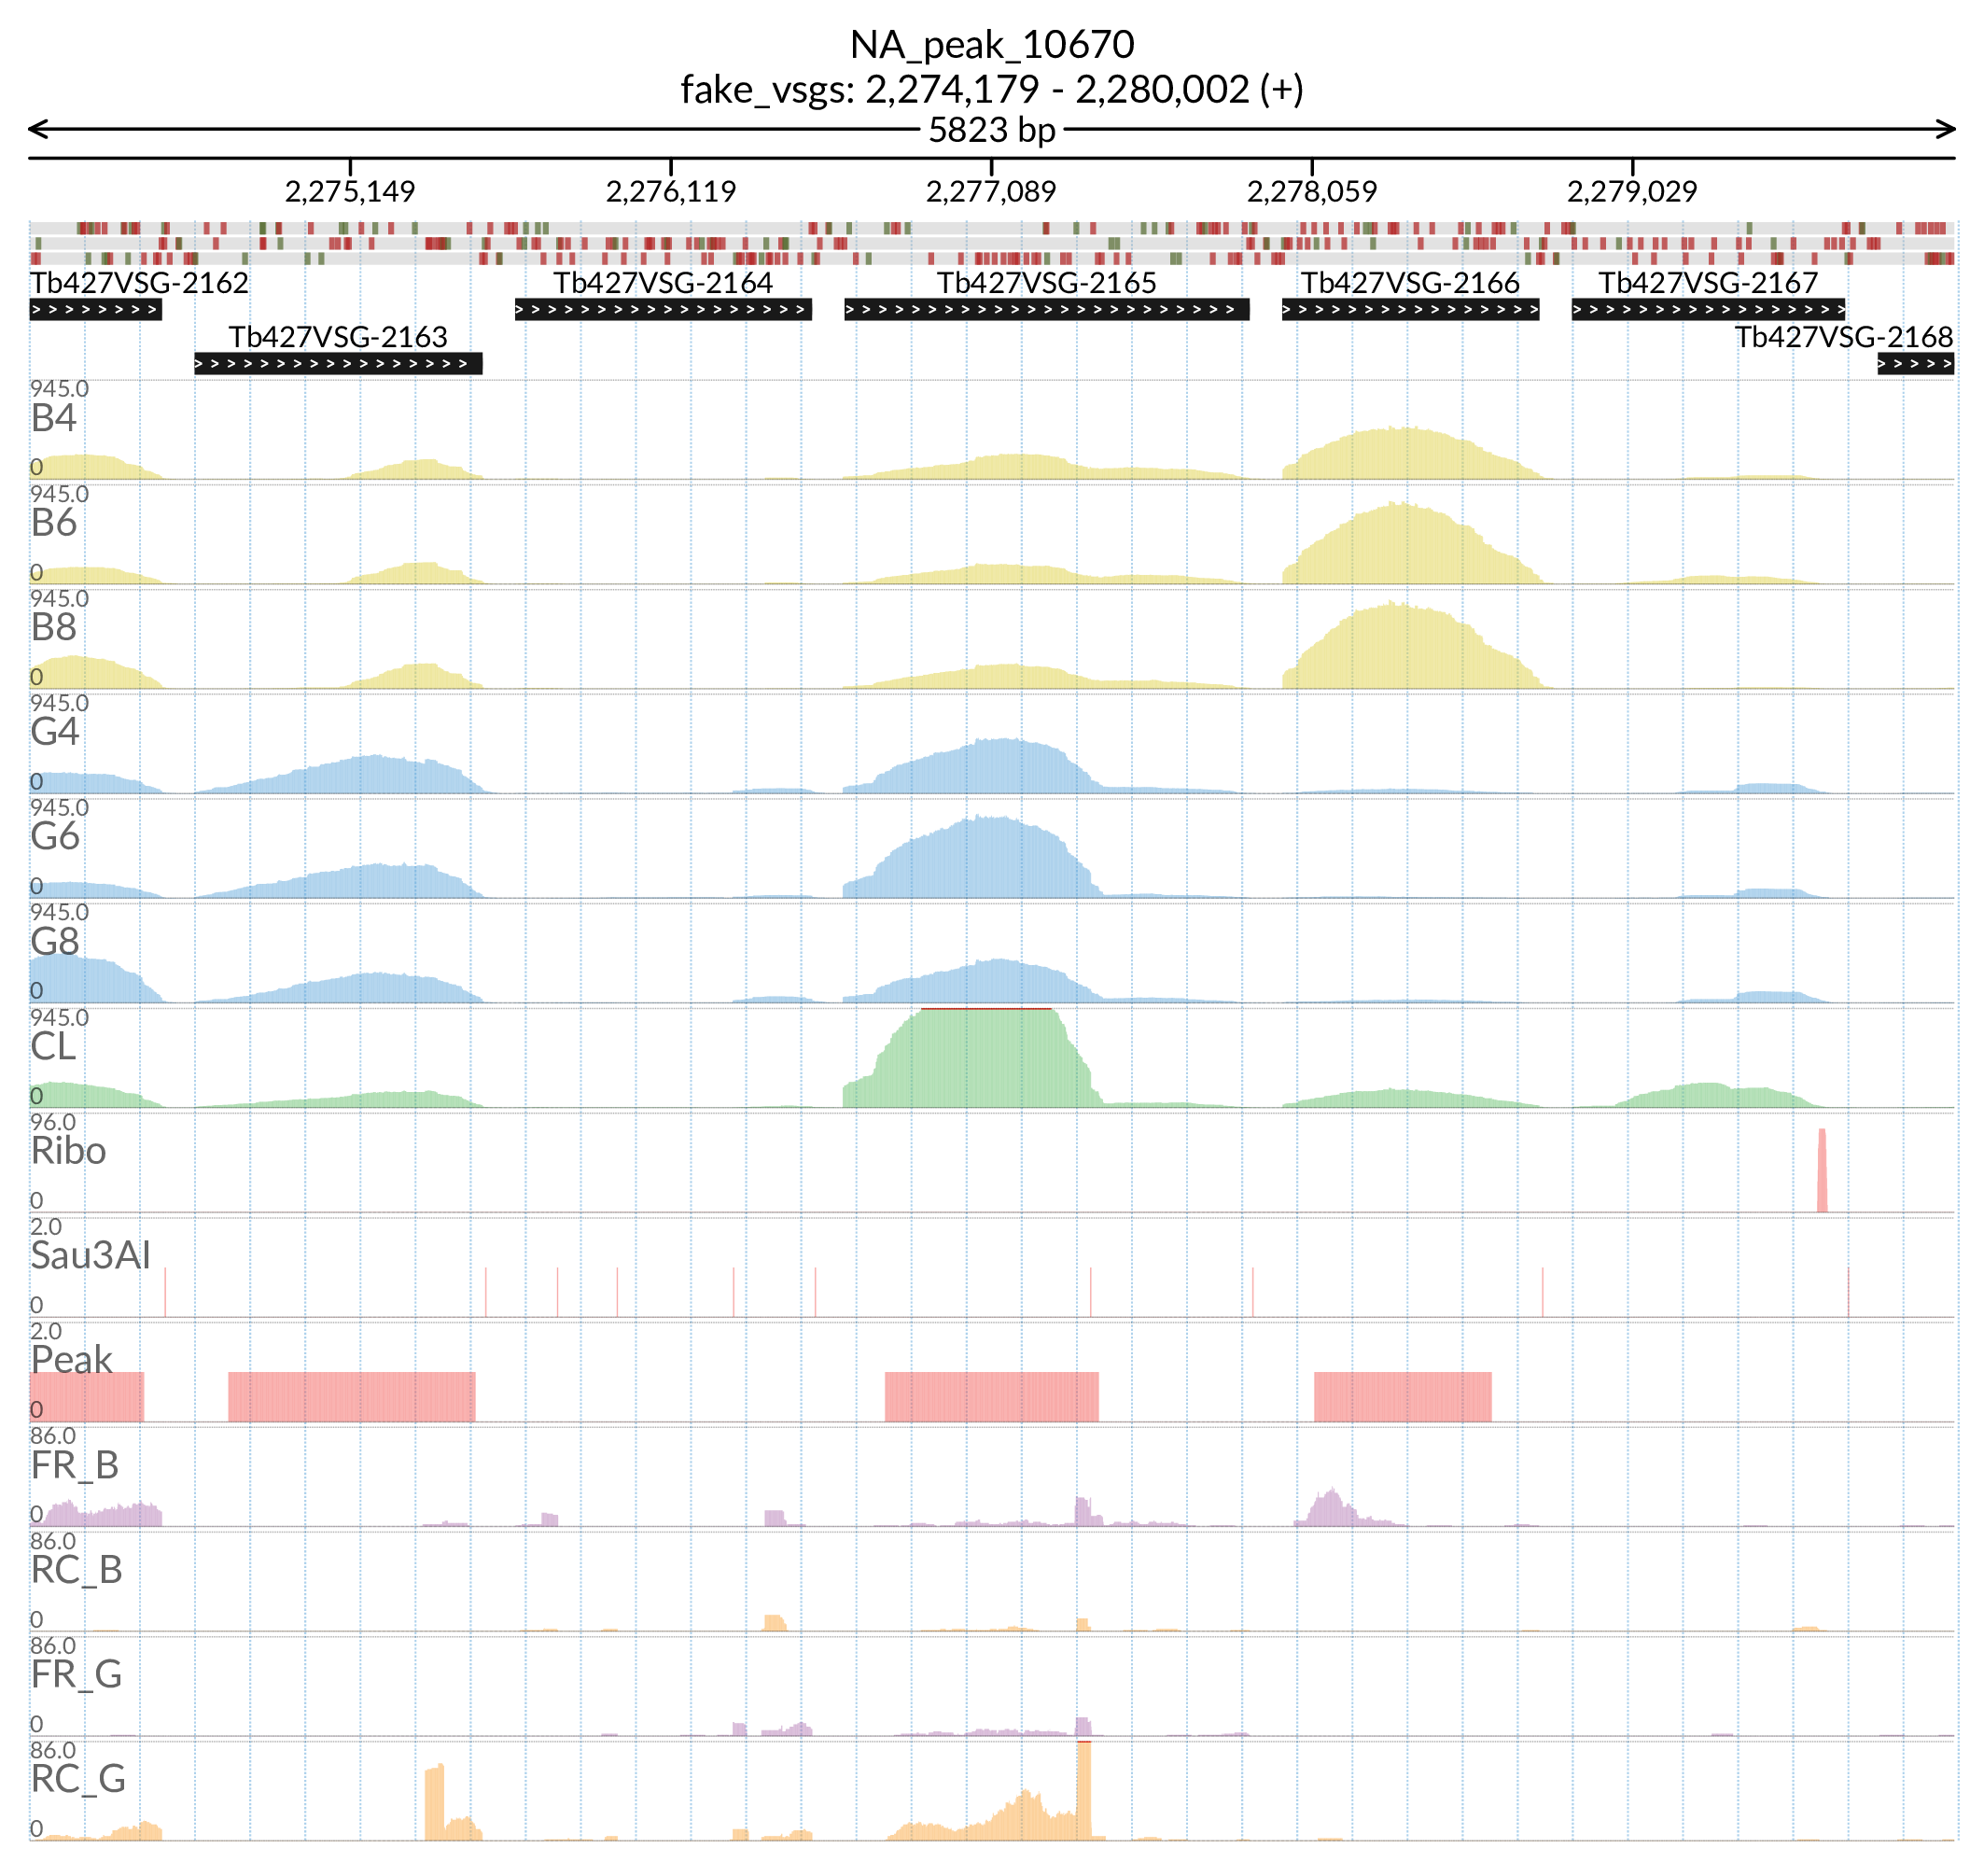 NA_peak_10670
fake_vsgs: 2,274,179 - 2,280,002 (+)
5823 bp
2,275,149 2,276,119 2,277,089 2,278,059 2,279,029
Tb427VSG-2162 Tb427VSG-2164 Tb427VSG-2165 Tb427VSG-2166 Tb427VSG-2167
Tb427VSG-2163 Tb427VSG-2168
945.0
B4
0
945.0
B6
0
945.0
B8
0
945.0
G4
0
945.0
G6
0
945.0
G8
0
945.0
CL
0
96.0
Ribo
0
2.0
Sau3AI
0
2.0
Peak
0
86.0
FR_B
0
86.0
RC_B
0
86.0
FR_G
0
86.0
RC_G
0